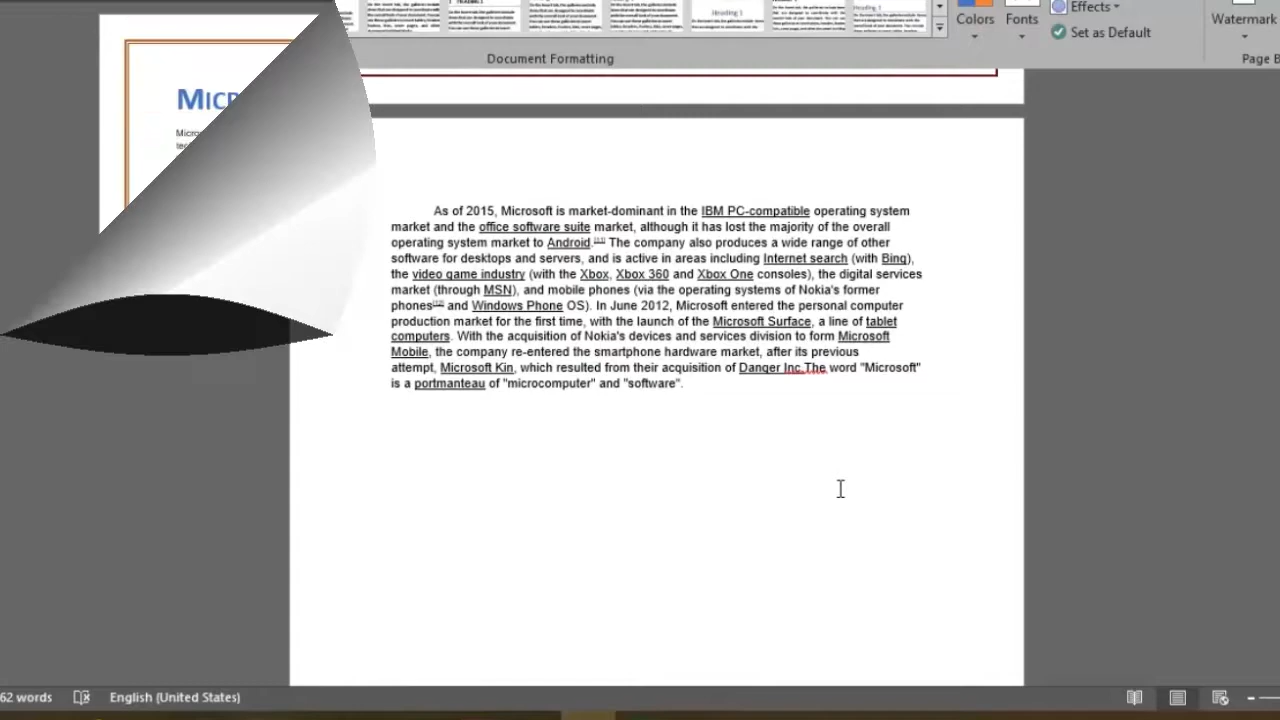 Colors
Fonts
Effects
Set as Default
Watermark
Document Formatting
Page B
MICR
Micro
As of 2015, Microsoft is market-dominant in the IBM PC-compatible operating system
market and the office software suite market, although it has lost the majority of the overall
operating system market to Android.[11] The company also produces a wide range of other
software for desktops and servers, and is active in areas including Internet search (with Bing),
the video game industry (with the Xbox, Xbox 360 and Xbox One consoles), the digital services
market (through MSN), and mobile phones (via the operating systems of Nokia's former
phones[12] and Windows Phone OS). In June 2012, Microsoft entered the personal computer
production market for the first time, with the launch of the Microsoft Surface, a line of tablet
computers. With the acquisition of Nokia's devices and services division to form Microsoft
Mobile, the company re-entered the smartphone hardware market, after its previous
attempt, Microsoft Kin, which resulted from their acquisition of Danger Inc.The word "Microsoft"
is a portmanteau of "microcomputer" and "software".
62 words
English (United States)